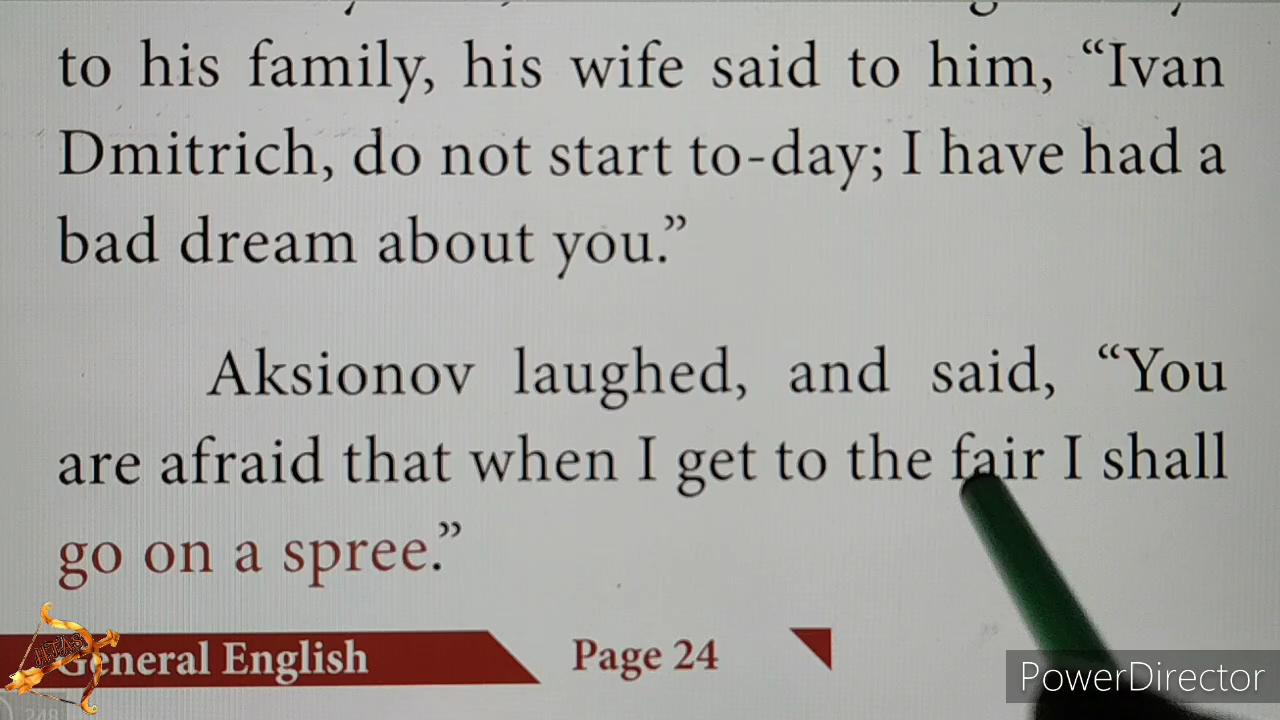 to his family, his wife said to him, “Ivan
Dmitrich, do not start to-day; I have had a
bad dream about you.”
Aksionov laughed, and said, “You
are afraid that when I get to the fair I shall
go on a spree.”
General English Page 24
PowerDirector